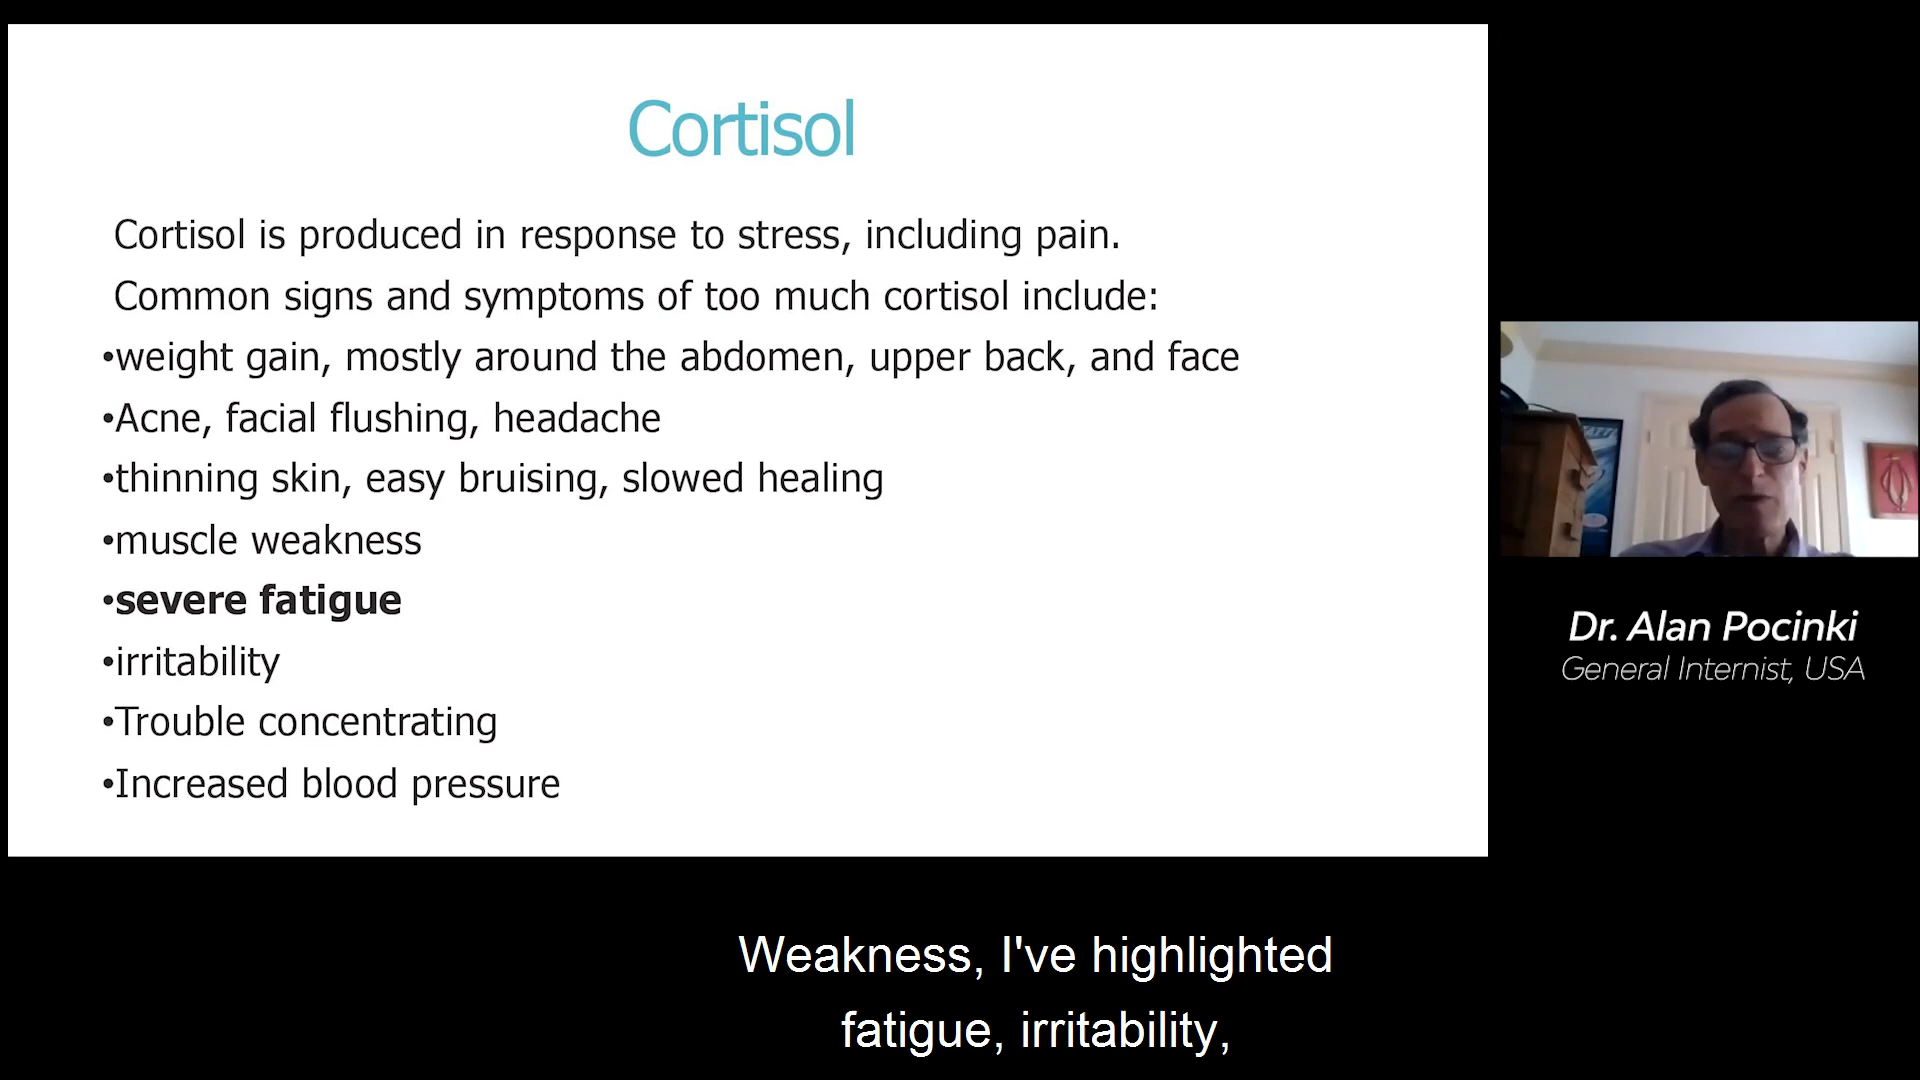 Cortisol
Cortisol is produced in response to stress, including pain.
Common signs and symptoms of too much cortisol include:
•weight gain, mostly around the abdomen, upper back, and face
•Acne, facial flushing, headache
•thinning skin, easy bruising, slowed healing
•muscle weakness
•severe fatigue
•irritability
•Trouble concentrating
•Increased blood pressure
Dr. Alan Pocinki
General Internist, USA
Weakness, I've highlighted
fatigue, irritability,